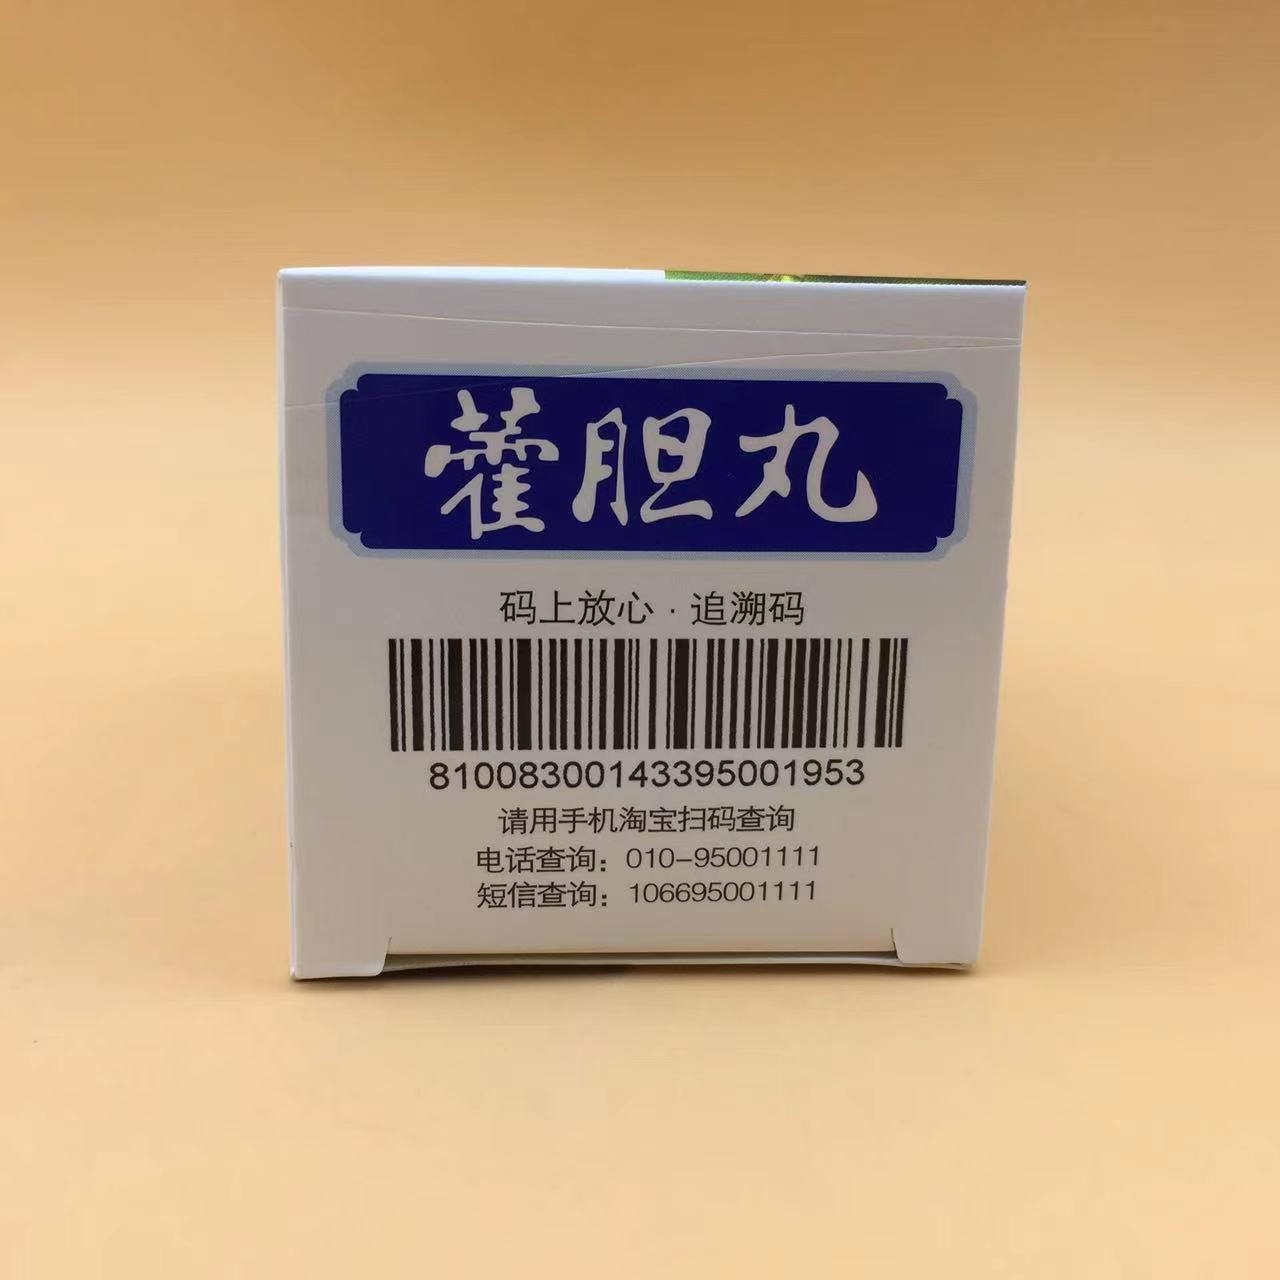 藿胆丸
码上放心·追溯码
81008300143395001953
请用手机淘宝扫码查询
电话查询：010-95001111
短信查询：106695001111